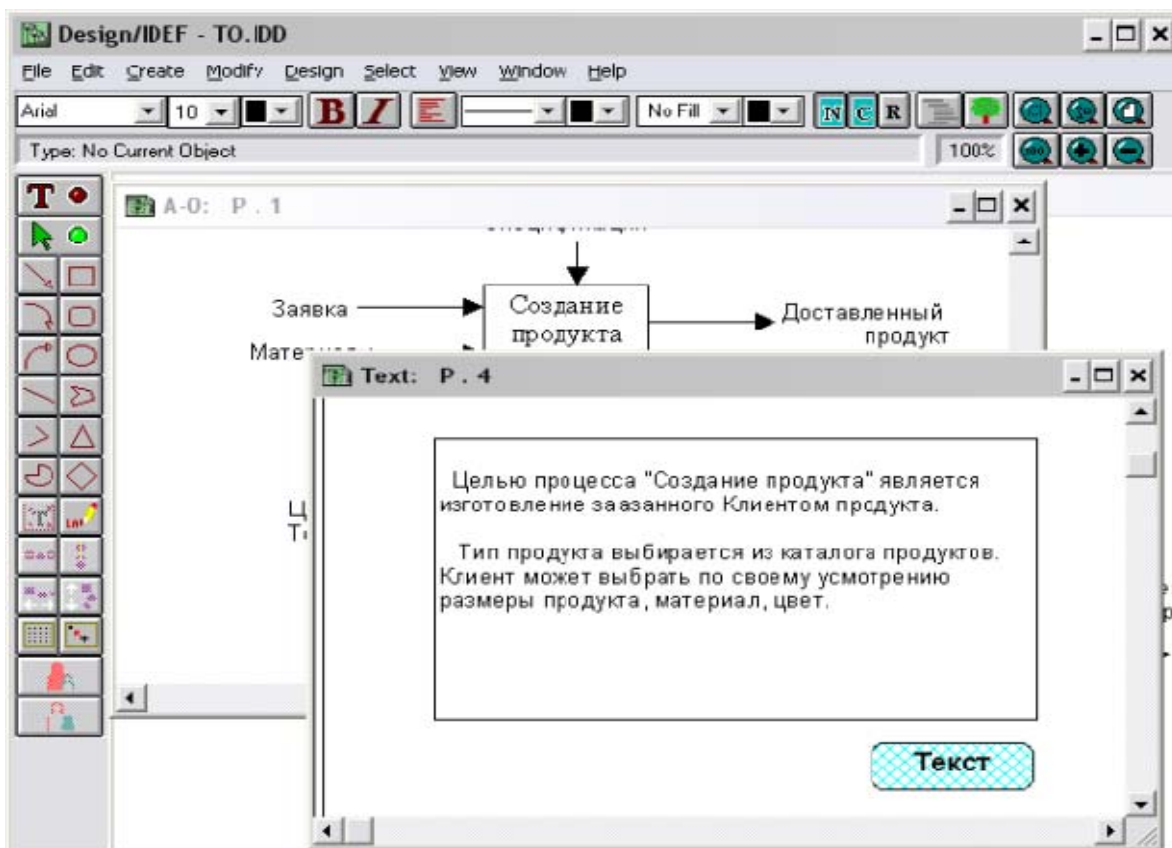 Design/IDEF - TO.IDD
File Edit Create Modify Design Select View Window Help
Arial 10 B I No Fill N C R
Type: No Current Object 100%
A-0: P . 1
Заявка
Создание
продукта
Доставленный
продукт
Text: P . 4
Целью процесса "Создание продукта" является
изготовление заазанного Клиентом продукта.
Тип продукта выбирается из каталога продуктов.
Клиент может выбрать по своему усмотрению
размеры продукта, материал, цвет.
Текст